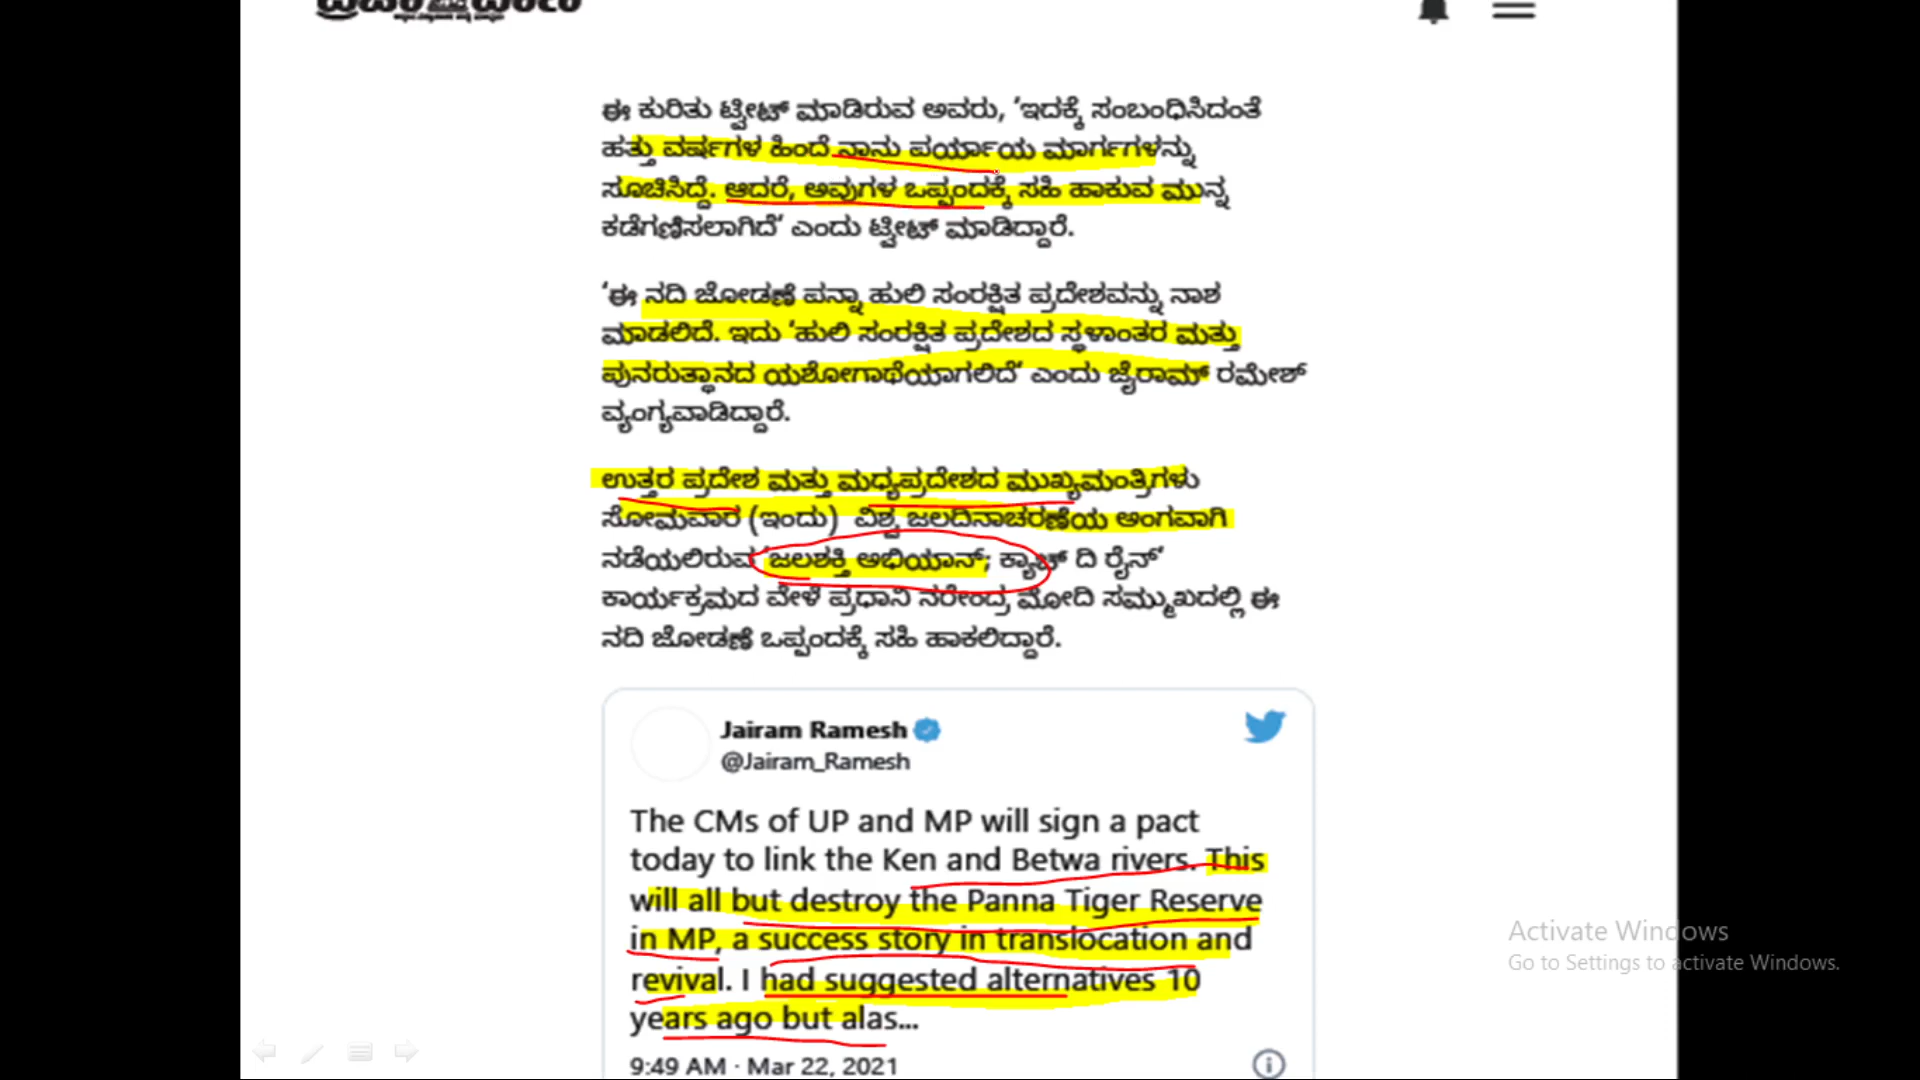 ಈ ಕುರಿತು ಟ್ವೀಟ್ ಮಾಡಿರುವ ಅವರು, 'ಇದಕ್ಕೆ ಸಂಬಂಧಿಸಿದಂತೆ
ಹತ್ತು ವರ್ಷಗಳ ಹಿಂದೆ ನಾನು ಪರ್ಯಾಯ ಮಾರ್ಗಗಳನ್ನು
ಸೂಚಿಸಿದ್ದೆ. ಆದರೆ, ಅವುಗಳ ಒಪ್ಪಂದಕ್ಕೆ ಸಹಿ ಹಾಕುವ ಮುನ್ನ
ಕಡೆಗಣಿಸಲಾಗಿದೆ' ಎಂದು ಟ್ವೀಟ್ ಮಾಡಿದ್ದಾರೆ.
'ಈ ನದಿ ಜೋಡಣೆ ಪನ್ನಾ ಹುಲಿ ಸಂರಕ್ಷಿತ ಪ್ರದೇಶವನ್ನು ನಾಶ
ಮಾಡಲಿದೆ. ಇದು 'ಹುಲಿ ಸಂರಕ್ಷಿತ ಪ್ರದೇಶದ ಸ್ಥಳಾಂತರ ಮತ್ತು
ಪುನರುತ್ಥಾನದ ಯಶೋಗಾಥೆಯಾಗಲಿದೆ' ಎಂದು ಜೈರಾಮ್ ರಮೇಶ್
ವ್ಯಂಗ್ಯವಾಡಿದ್ದಾರೆ.
ಉತ್ತರ ಪ್ರದೇಶ ಮತ್ತು ಮಧ್ಯಪ್ರದೇಶದ ಮುಖ್ಯಮಂತ್ರಿಗಳು
ಸೋಮವಾರ (ಇಂದು) ವಿಶ್ವ ಜಲದಿನಾಚರಣೆಯ ಅಂಗವಾಗಿ
ನಡೆಯಲಿರುವ 'ಜಲಶಕ್ತಿ ಅಭಿಯಾನ್; ಕ್ಯಾಚ್ ದಿ ರೈನ್'
ಕಾರ್ಯಕ್ರಮದ ವೇಳೆ ಪ್ರಧಾನಿ ನರೇಂದ್ರ ಮೋದಿ ಸಮ್ಮುಖದಲ್ಲಿ ಈ
ನದಿ ಜೋಡಣೆ ಒಪ್ಪಂದಕ್ಕೆ ಸಹಿ ಹಾಕಲಿದ್ದಾರೆ.
Jairam Ramesh
@Jairam_Ramesh
The CMs of UP and MP will sign a pact
today to link the Ken and Betwa rivers. This
will all but destroy the Panna Tiger Reserve
in MP, a success story in translocation and
revival. I had suggested alternatives 10
years ago but alas...
9:49 AM · Mar 22, 2021
Activate Windows
Go to Settings to activate Windows.